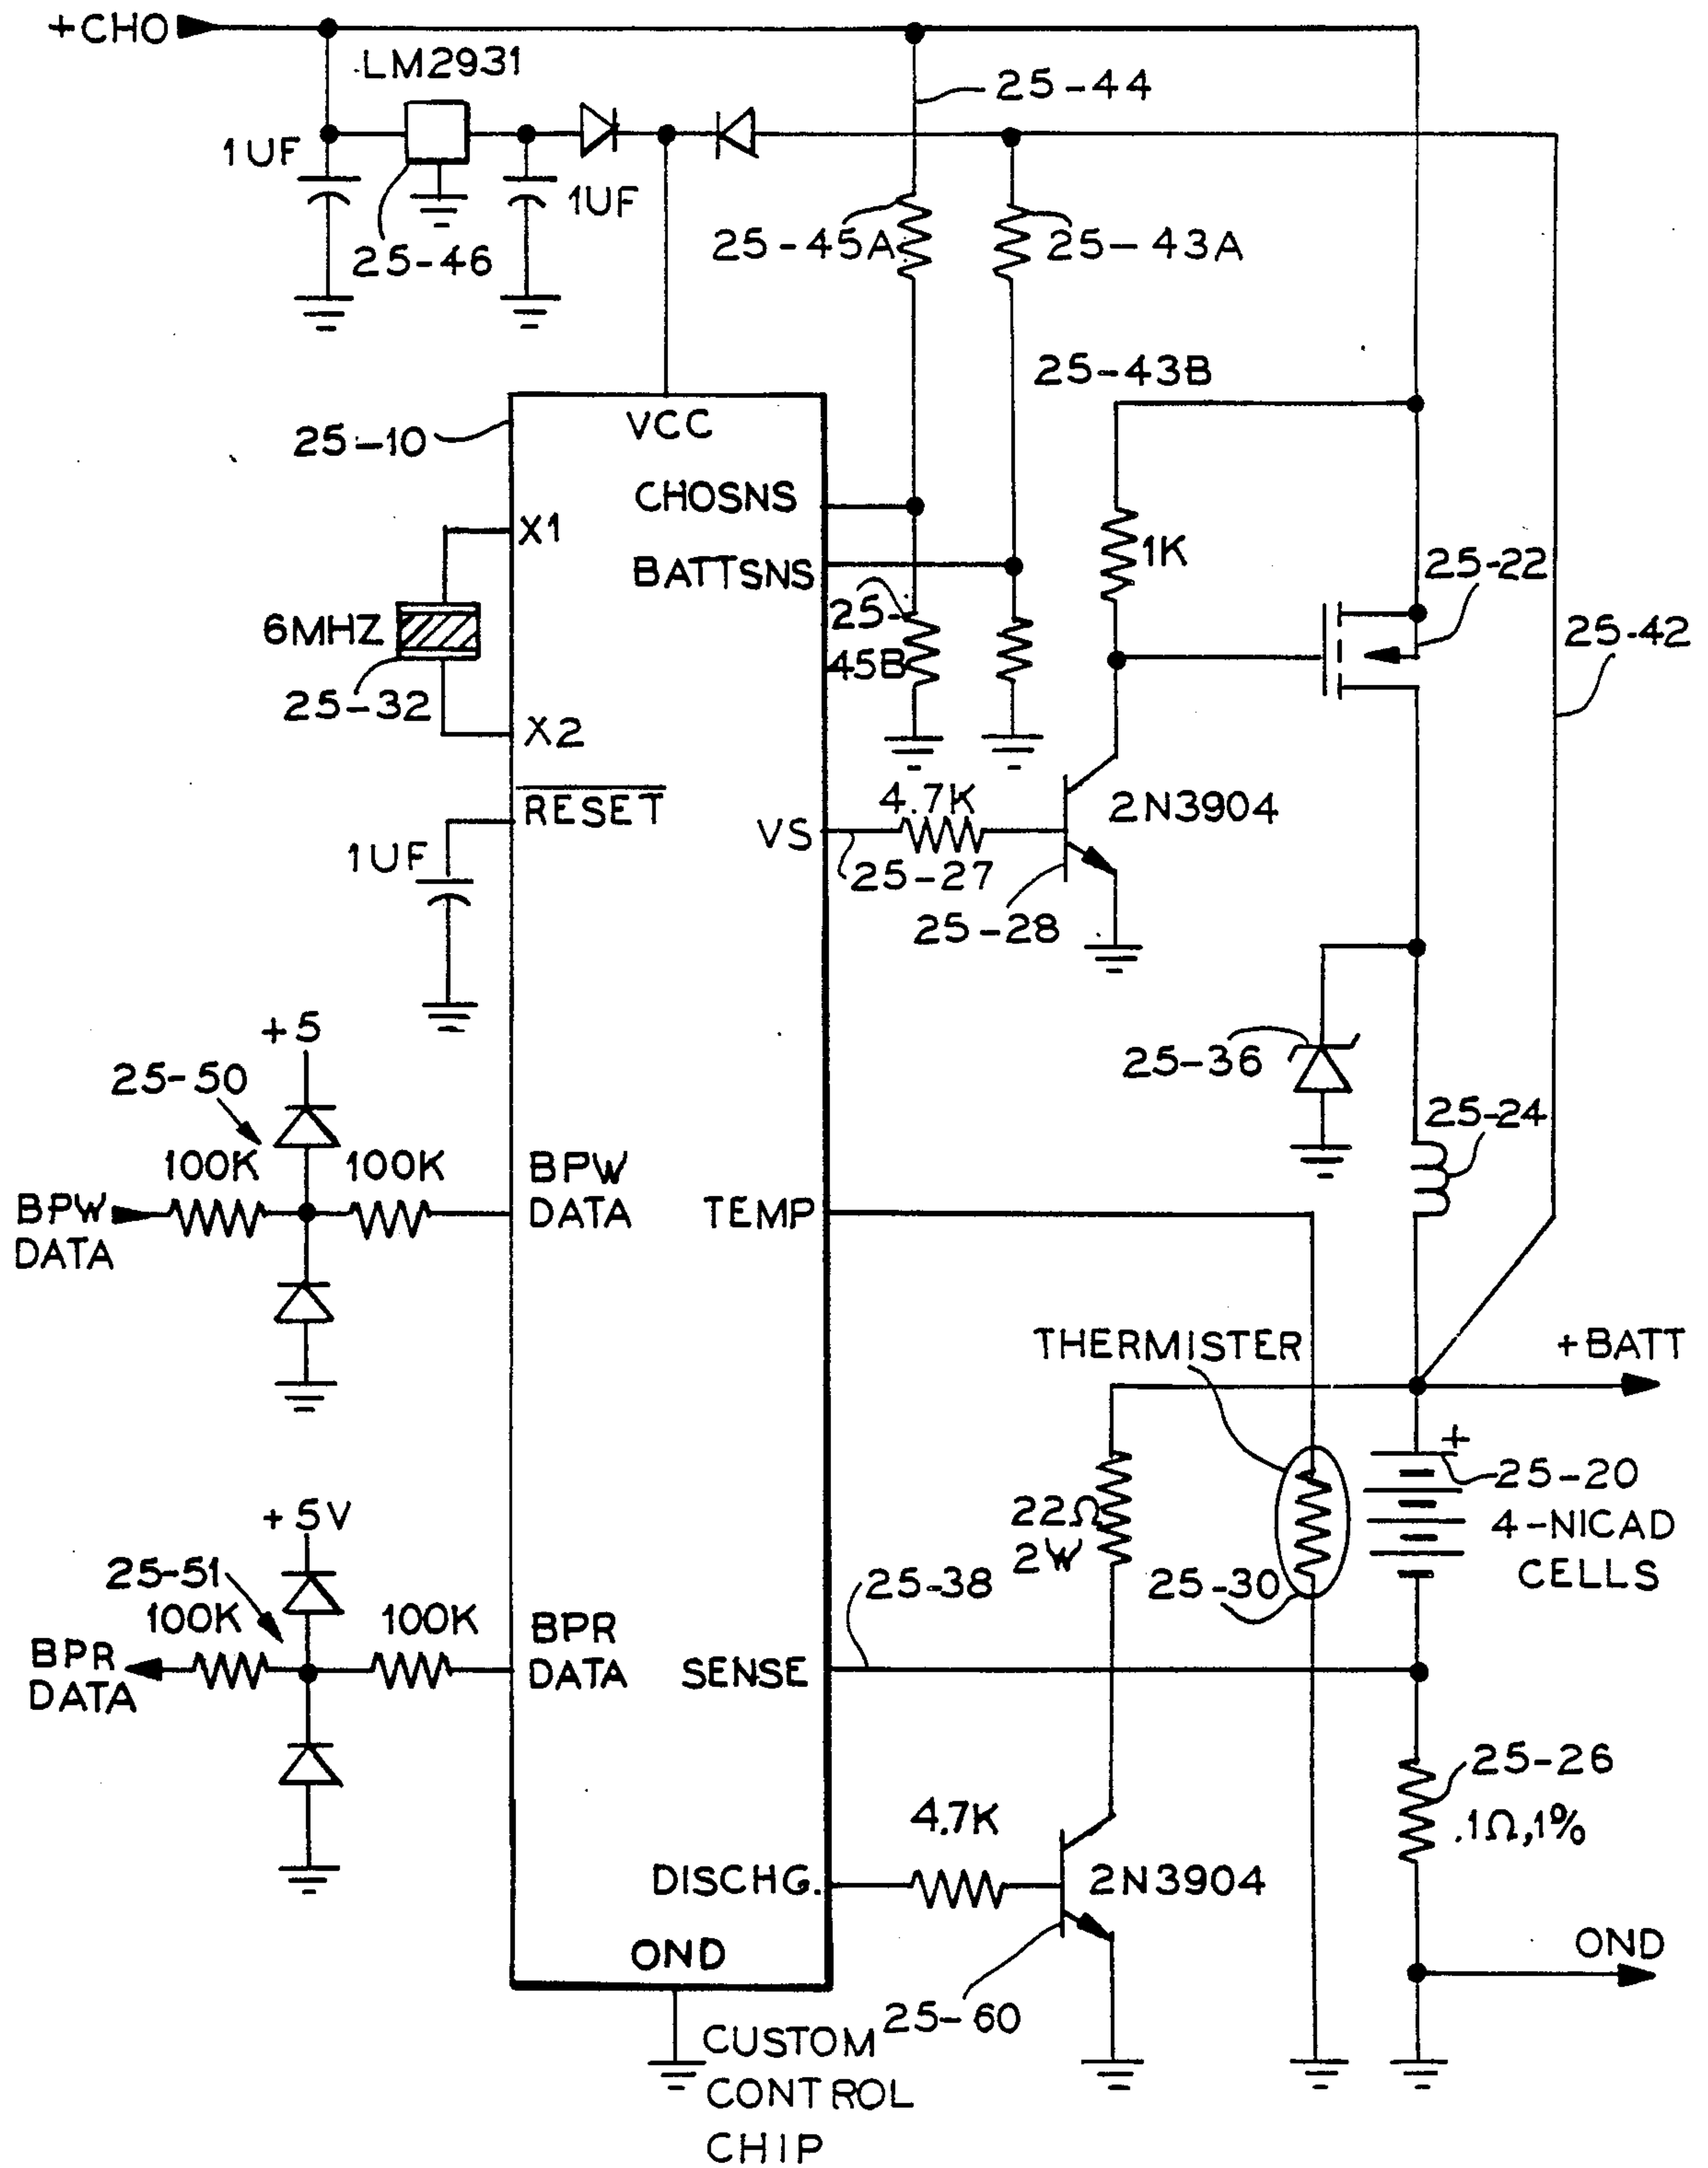 +CHO
LM2931
25-44
1UF
1UF
25-46
25-45A
25-43A
25-43B
25-10
VCC
CHOSNS
X1
BATTSNS
1K
25-22
25-
45B
6MHZ
25-42
25-32
X2
RESET
4.7K
2N3904
VS
1UF
25-27
25-28
+5
25-50
25-36
25-24
100K
100K
BPW
DATA
BPW
DATA
TEMP
THERMISTER
+BATT
+
25-20
4-NICAD
CELLS
22Ω
2W
+5V
25-51
25-38
25-30
100K
100K
BPR
DATA
BPR
DATA
SENSE
25-26
.1Ω,1%
4.7K
DISCHG.
2N3904
OND
OND
25-60
CUSTOM
CONTROL
CHIP